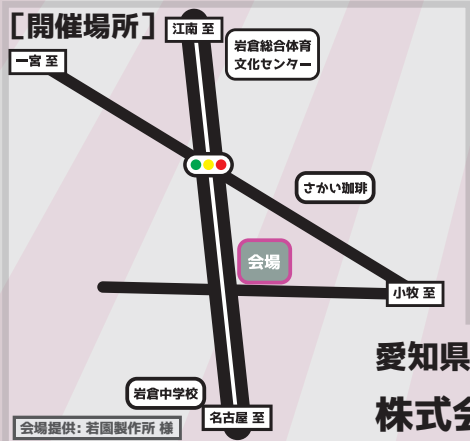 ［開催場所］
江南 至
岩倉総合体育
文化センター
一宮 至
さかい珈琲
会場
小牧 至
愛知県
岩倉中学校
名古屋 至
株式会
会場提供: 若園製作所 様